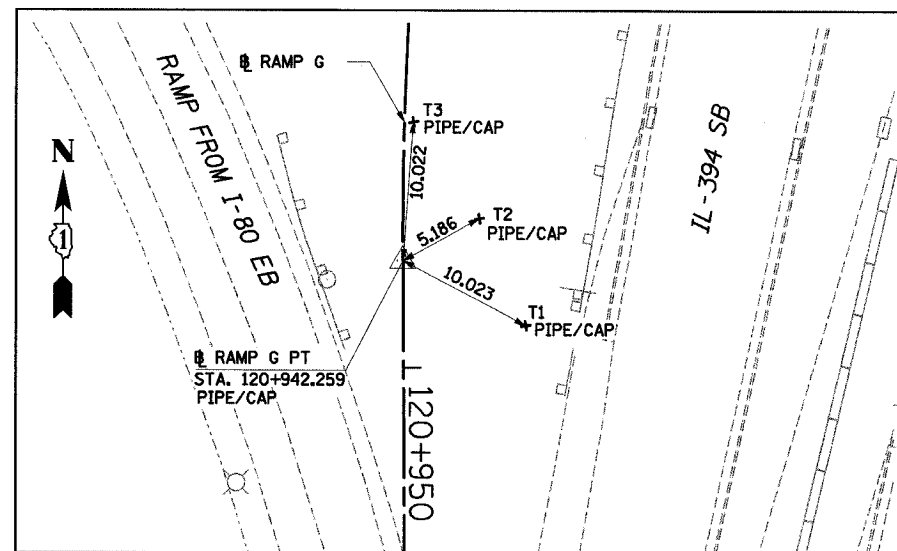 ℄ RAMP G
T3
PIPE/CAP
RAMP FROM I-80 EB
IL-394 SB
N
1
10.022
T2
PIPE/CAP
5.186
10.023
T1
PIPE/CAP
℄ RAMP G PT
STA. 120+942.259
PIPE/CAP
120+950